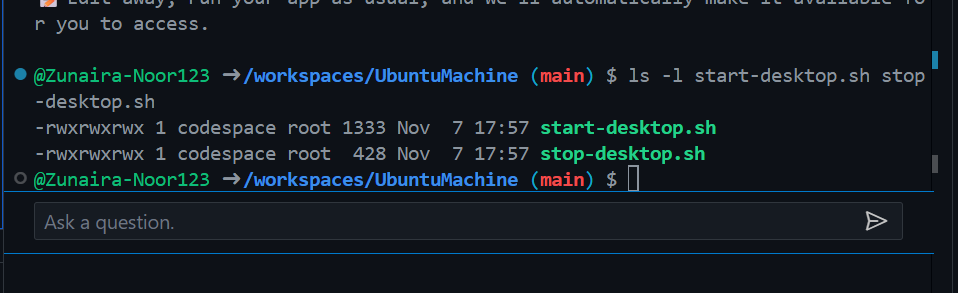 Edit away, run your app as usual, and we'll automatically make it available fo
r you to access.
@Zunaira-Noor123 ➜/workspaces/UbuntuMachine (main) $ ls -l start-desktop.sh stop
-desktop.sh
-rwxrwxrwx 1 codespace root 1333 Nov  7 17:57 start-desktop.sh
-rwxrwxrwx 1 codespace root  428 Nov  7 17:57 stop-desktop.sh
@Zunaira-Noor123 ➜/workspaces/UbuntuMachine (main) $
Ask a question.